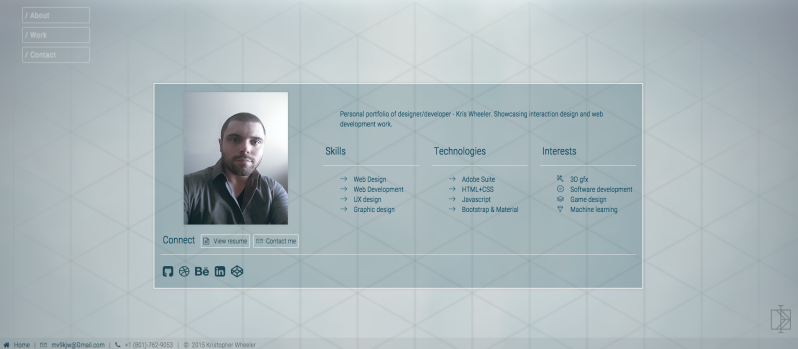 / About
/ Work
/ Contact
Personal portfolio of designer/developer - Kris Wheeler. Showcasing interaction design and web
development work.
Skills
Web Design
Web Development
UX design
Graphic design
Technologies
Adobe Suite
HTML+CSS
Javascript
Bootstrap & Material
Interests
3D gfx
Software development
Game design
Machine learning
Connect
View resume
Contact me
Bē
in
Home | mv9kjw@Gmail.com | +1 (801)-762-9053 | © 2015 Kristopher Wheeler